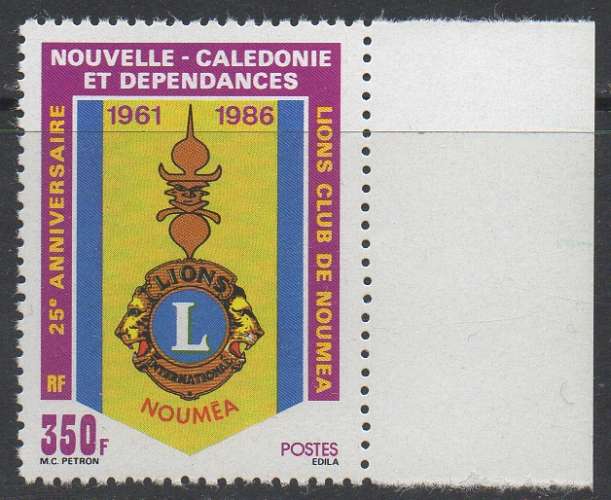 NOUVELLE - CALEDONIE
ET DEPENDANCES
1961 1986
25e ANNIVERSAIRE
LIONS CLUB DE NOUMEA
LIONS
L
INTERNATIONAL
NOUMÉA
RF
350F
POSTES
M.C. PETRON
EDILA